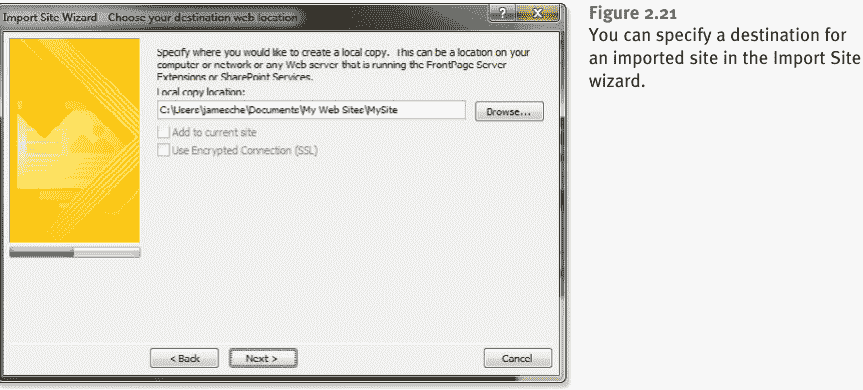 Import Site Wizard   Choose your destination web location
Specify where you would like to create a local copy.  This can be a location on your
computer or network or any Web server that is running the FrontPage Server
Extensions or SharePoint Services.
Local copy location:
C:\Users\jamesche\Documents\My Web Sites\MySite
Browse...
Add to current site
Use Encrypted Connection (SSL)
< Back
Next >
Cancel
Figure 2.21
You can specify a destination for
an imported site in the Import Site
wizard.